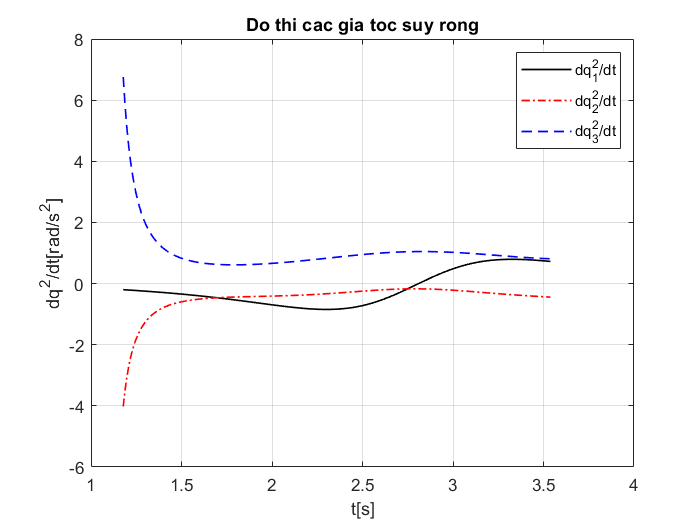 Do thi cac gia toc suy rong
dq₁²/dt
dq₂²/dt
dq₃²/dt
dq²/dt[rad/s²]
8
6
4
2
0
-2
-4
-6
1
1.5
2
2.5
3
3.5
4
t[s]